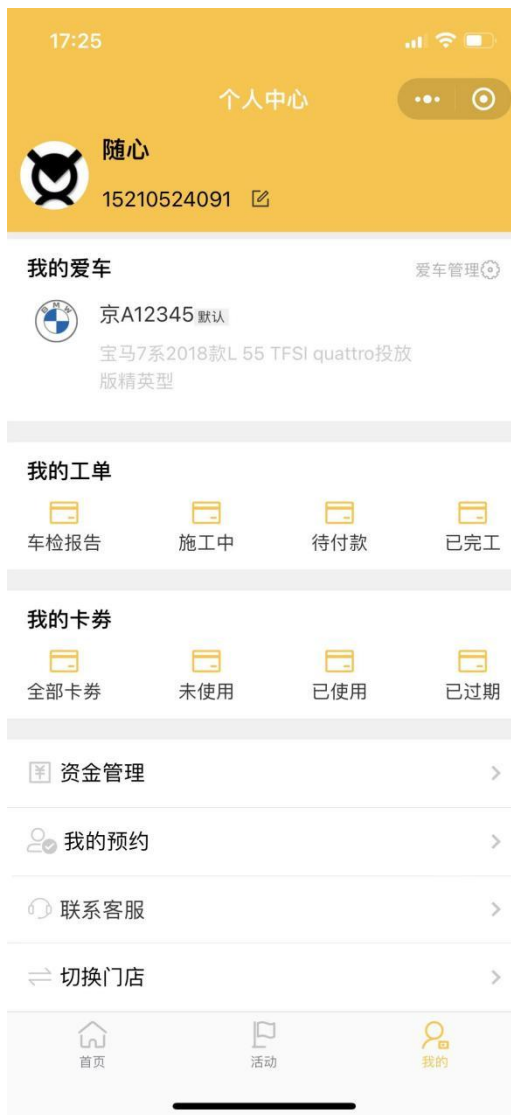 17:25
个人中心
随心
15210524091
我的爱车
爱车管理
BMW
京A12345 默认
宝马7系2018款L 55 TFSI quattro投放
版精英型
我的工单
车检报告 施工中 待付款 已完工
我的卡劵
全部卡劵 未使用 已使用 已过期
资金管理
我的预约
联系客服
切换门店
首页 活动 我的